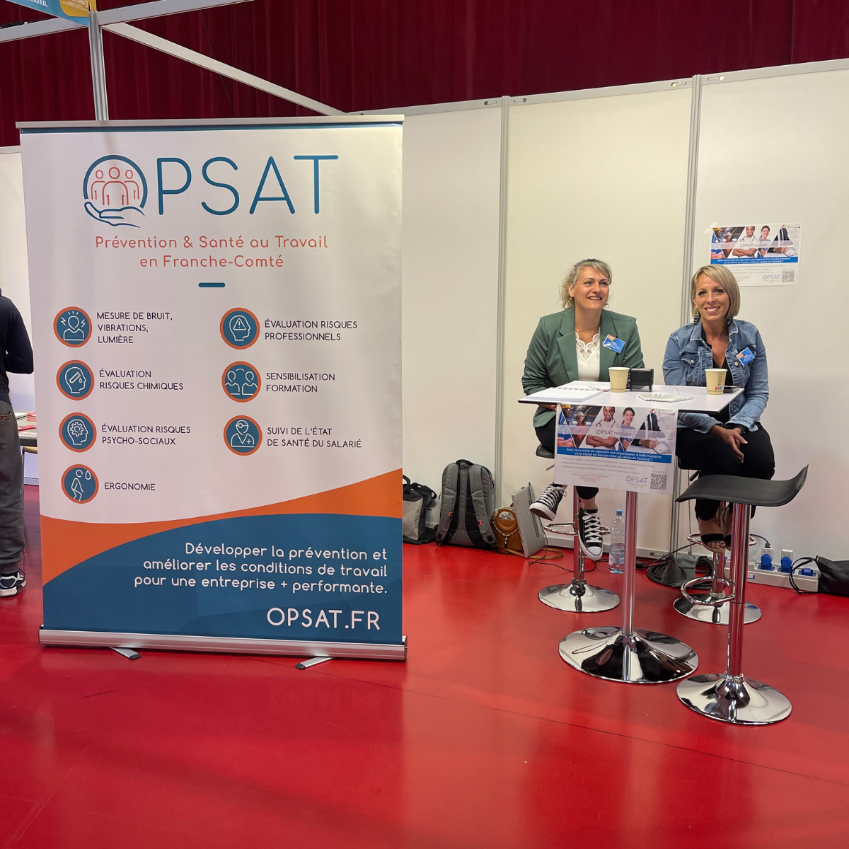 OPSAT
Prévention & Santé au Travail
en Franche-Comté
MESURE DE BRUIT,
VIBRATIONS,
LUMIÈRE
ÉVALUATION
RISQUES CHIMIQUES
ÉVALUATION RISQUES
PSYCHO-SOCIAUX
ERGONOMIE
ÉVALUATION RISQUES
PROFESSIONNELS
SENSIBILISATION
FORMATION
SUIVI DE L'ÉTAT
DE SANTÉ DU SALARIÉ
Développer la prévention et
améliorer les conditions de travail
pour une entreprise + performante.
OPSAT.FR
OPSAT
OPSAT
OPSAT